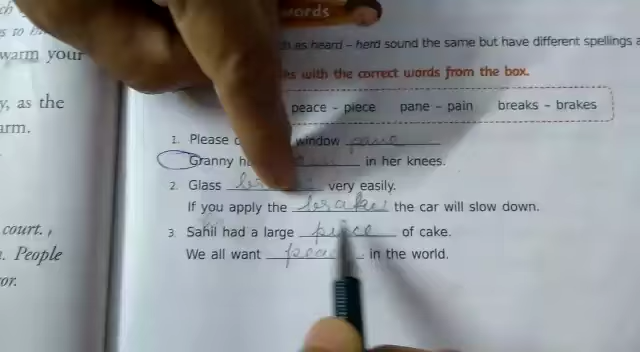 words
as heard – herd sound the same but have different spellings
with the correct words from the box.
peace – piece pane – pain breaks – brakes
1. Please window pane
Granny in her knees.
2. Glass very easily.
If you apply the brakes the car will slow down.
3. Sahil had a large piece of cake.
We all want peace in the world.
warm your
as the
arm.
court.
People
or.